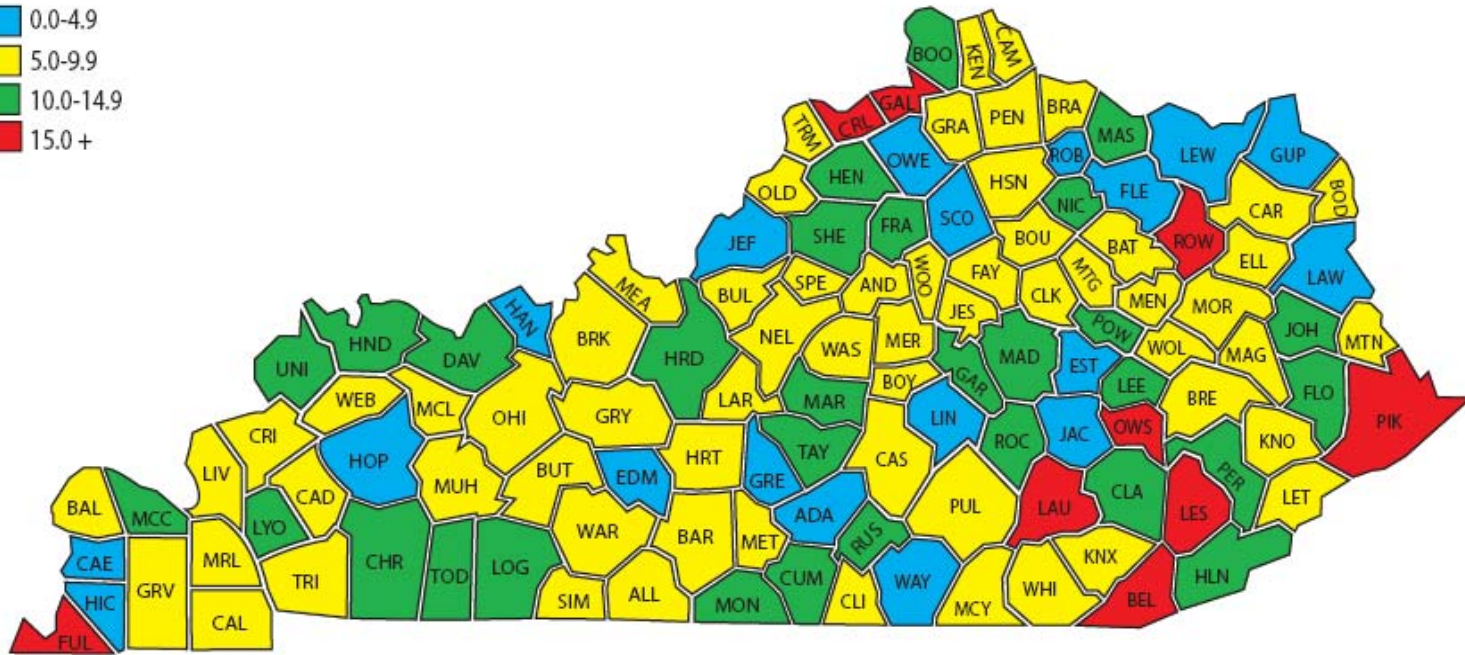 0.0-4.9
5.0-9.9
10.0-14.9
15.0 +
BOO
KEN
CAM
GAL
CRL
TRM
GRA
PEN
BRA
MAS
LEW
GUP
OWE
ROB
HEN
HSN
FLE
BOD
OLD
NIC
CAR
SCO
FRA
SHE
JEF
BOU
BAT
ROW
ELL
LAW
MEA
BUL
SPE
AND
WOO
FAY
CLK
MTG
MEN
MOR
HAN
BRK
NEL
JES
POW
JOH
MTN
HND
DAV
UNI
HRD
WAS
MER
MAD
WOL
MAG
EST
GAR
BOY
LEE
FLO
WEB
MCL
OHI
GRY
LAR
MAR
LIN
BRE
PIK
CRI
ROC
JAC
OWS
KNO
HOP
HRT
TAY
CAS
LIV
BUT
EDM
GRE
PER
CAD
MUH
CLA
LET
BAL
MCC
LYO
WAR
BAR
MET
ADA
PUL
LAU
LES
RUS
CAE
MRL
CHR
TOD
LOG
KNX
TRI
CUM
WAY
HLN
HIC
GRV
SIM
ALL
MON
CLI
MCY
WHI
BEL
CAL
FUL